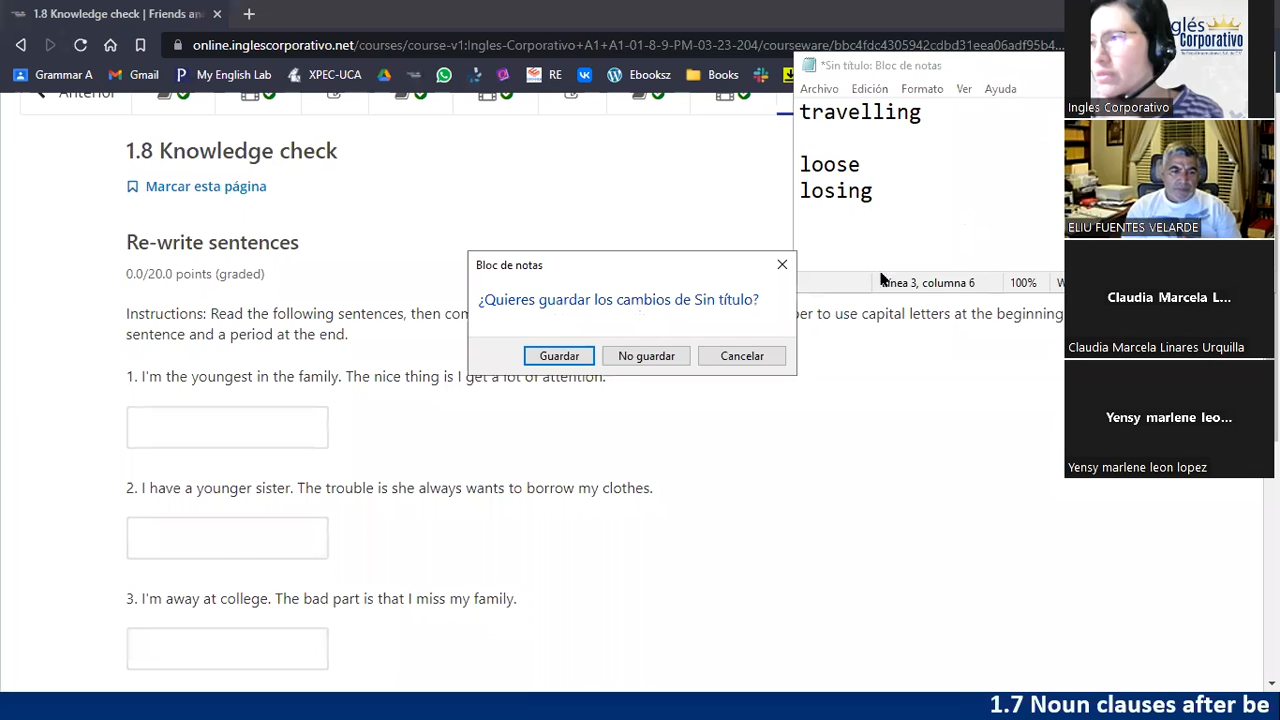 1.8 Knowledge check | Friends an
online.inglescorporativo.net/courses/course-v1:Ingles-Corporativo+A1+A1-01-8-9-PM-03-23-204/courseware/bbc4fdc4305942cdbd31eea06adf95b4...
Grammar A
Gmail
My English Lab
XPEC-UCA
RE
Ebooksz
Books
Anterior
1.8 Knowledge check
Marcar esta página
Re-write sentences
0.0/20.0 points (graded)
Instructions: Read the following sentences, then com
per to use capital letters at the beginning
sentence and a period at the end.
1. I'm the youngest in the family. The nice thing is I get a lot of attention.
2. I have a younger sister. The trouble is she always wants to borrow my clothes.
3. I'm away at college. The bad part is that I miss my family.
*Sin título: Bloc de notas
Archivo Edición Formato Ver Ayuda
travelling
loose
losing
Línea 3, columna 6
100%
W
Bloc de notas
¿Quieres guardar los cambios de Sin título?
Guardar
No guardar
Cancelar
glés
Corporativo
Ingles Corporativo
ELIU FUENTES VELARDE
Claudia Marcela L...
Claudia Marcela Linares Urquilla
Yensy marlene leo...
Yensy marlene leon lopez
1.7 Noun clauses after be